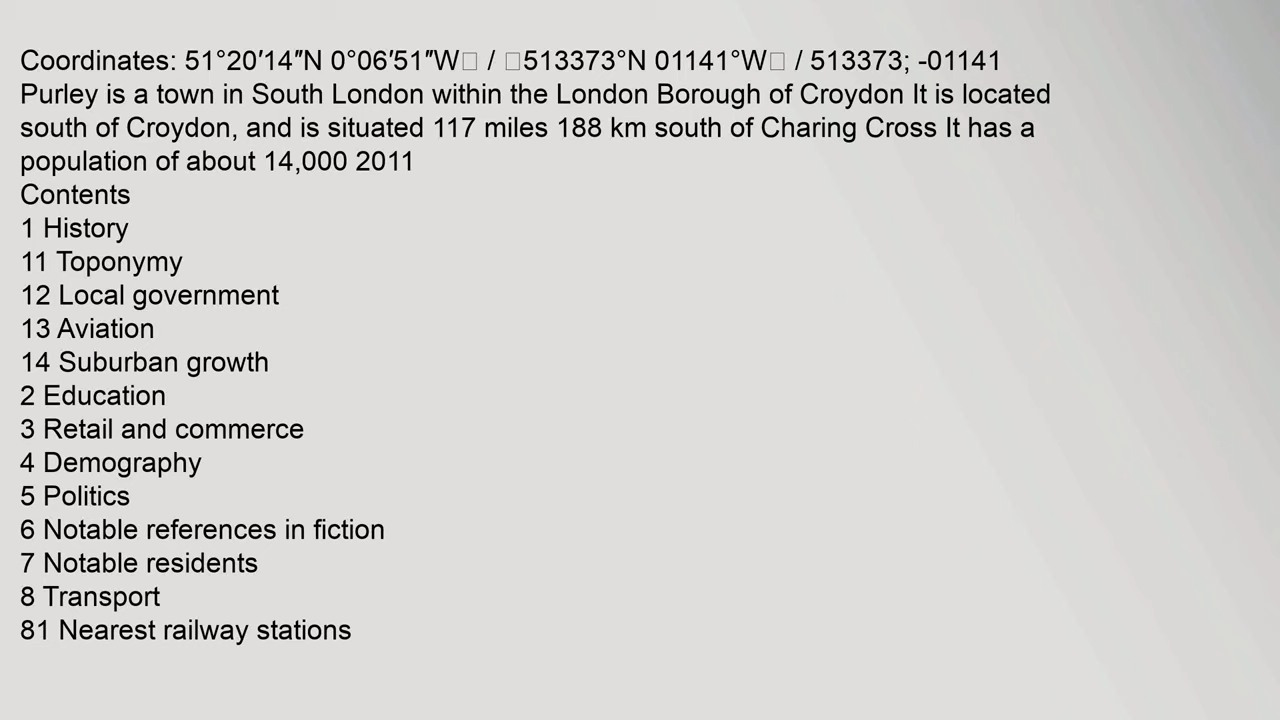 Coordinates: 51°20′14″N 0°06′51″W□ / □513373°N 01141°W□ / 513373; -01141
Purley is a town in South London within the London Borough of Croydon It is located
south of Croydon, and is situated 117 miles 188 km south of Charing Cross It has a
population of about 14,000 2011
Contents
1 History
11 Toponymy
12 Local government
13 Aviation
14 Suburban growth
2 Education
3 Retail and commerce
4 Demography
5 Politics
6 Notable references in fiction
7 Notable residents
8 Transport
81 Nearest railway stations